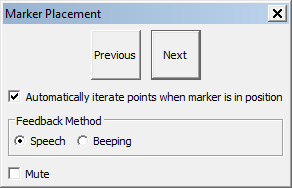 Marker Placement
Previous Next
Automatically iterate points when marker is in position
Feedback Method
Speech Beeping
Mute